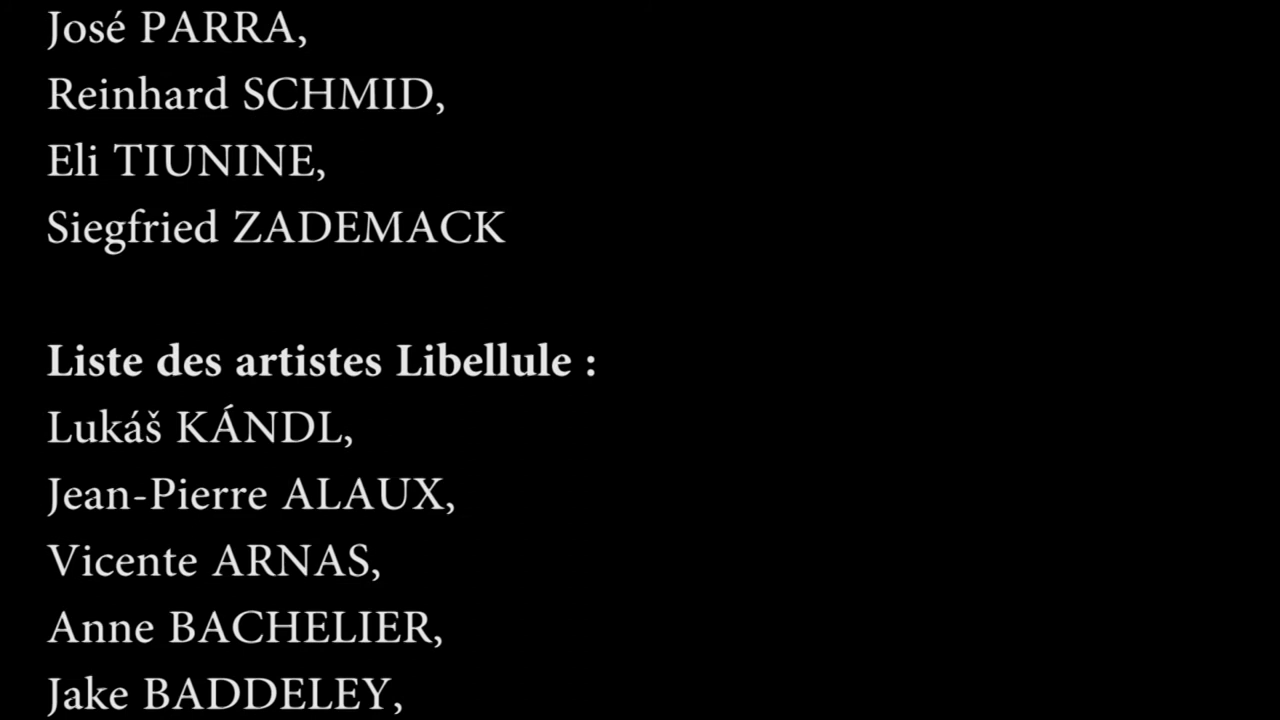 José PARRA,
Reinhard SCHMID,
Eli TIUNINE,
Siegfried ZADEMACK
Liste des artistes Libellule :
Lukáš KÁNDL,
Jean-Pierre ALAUX,
Vicente ARNAS,
Anne BACHELIER,
Jake BADDELEY,